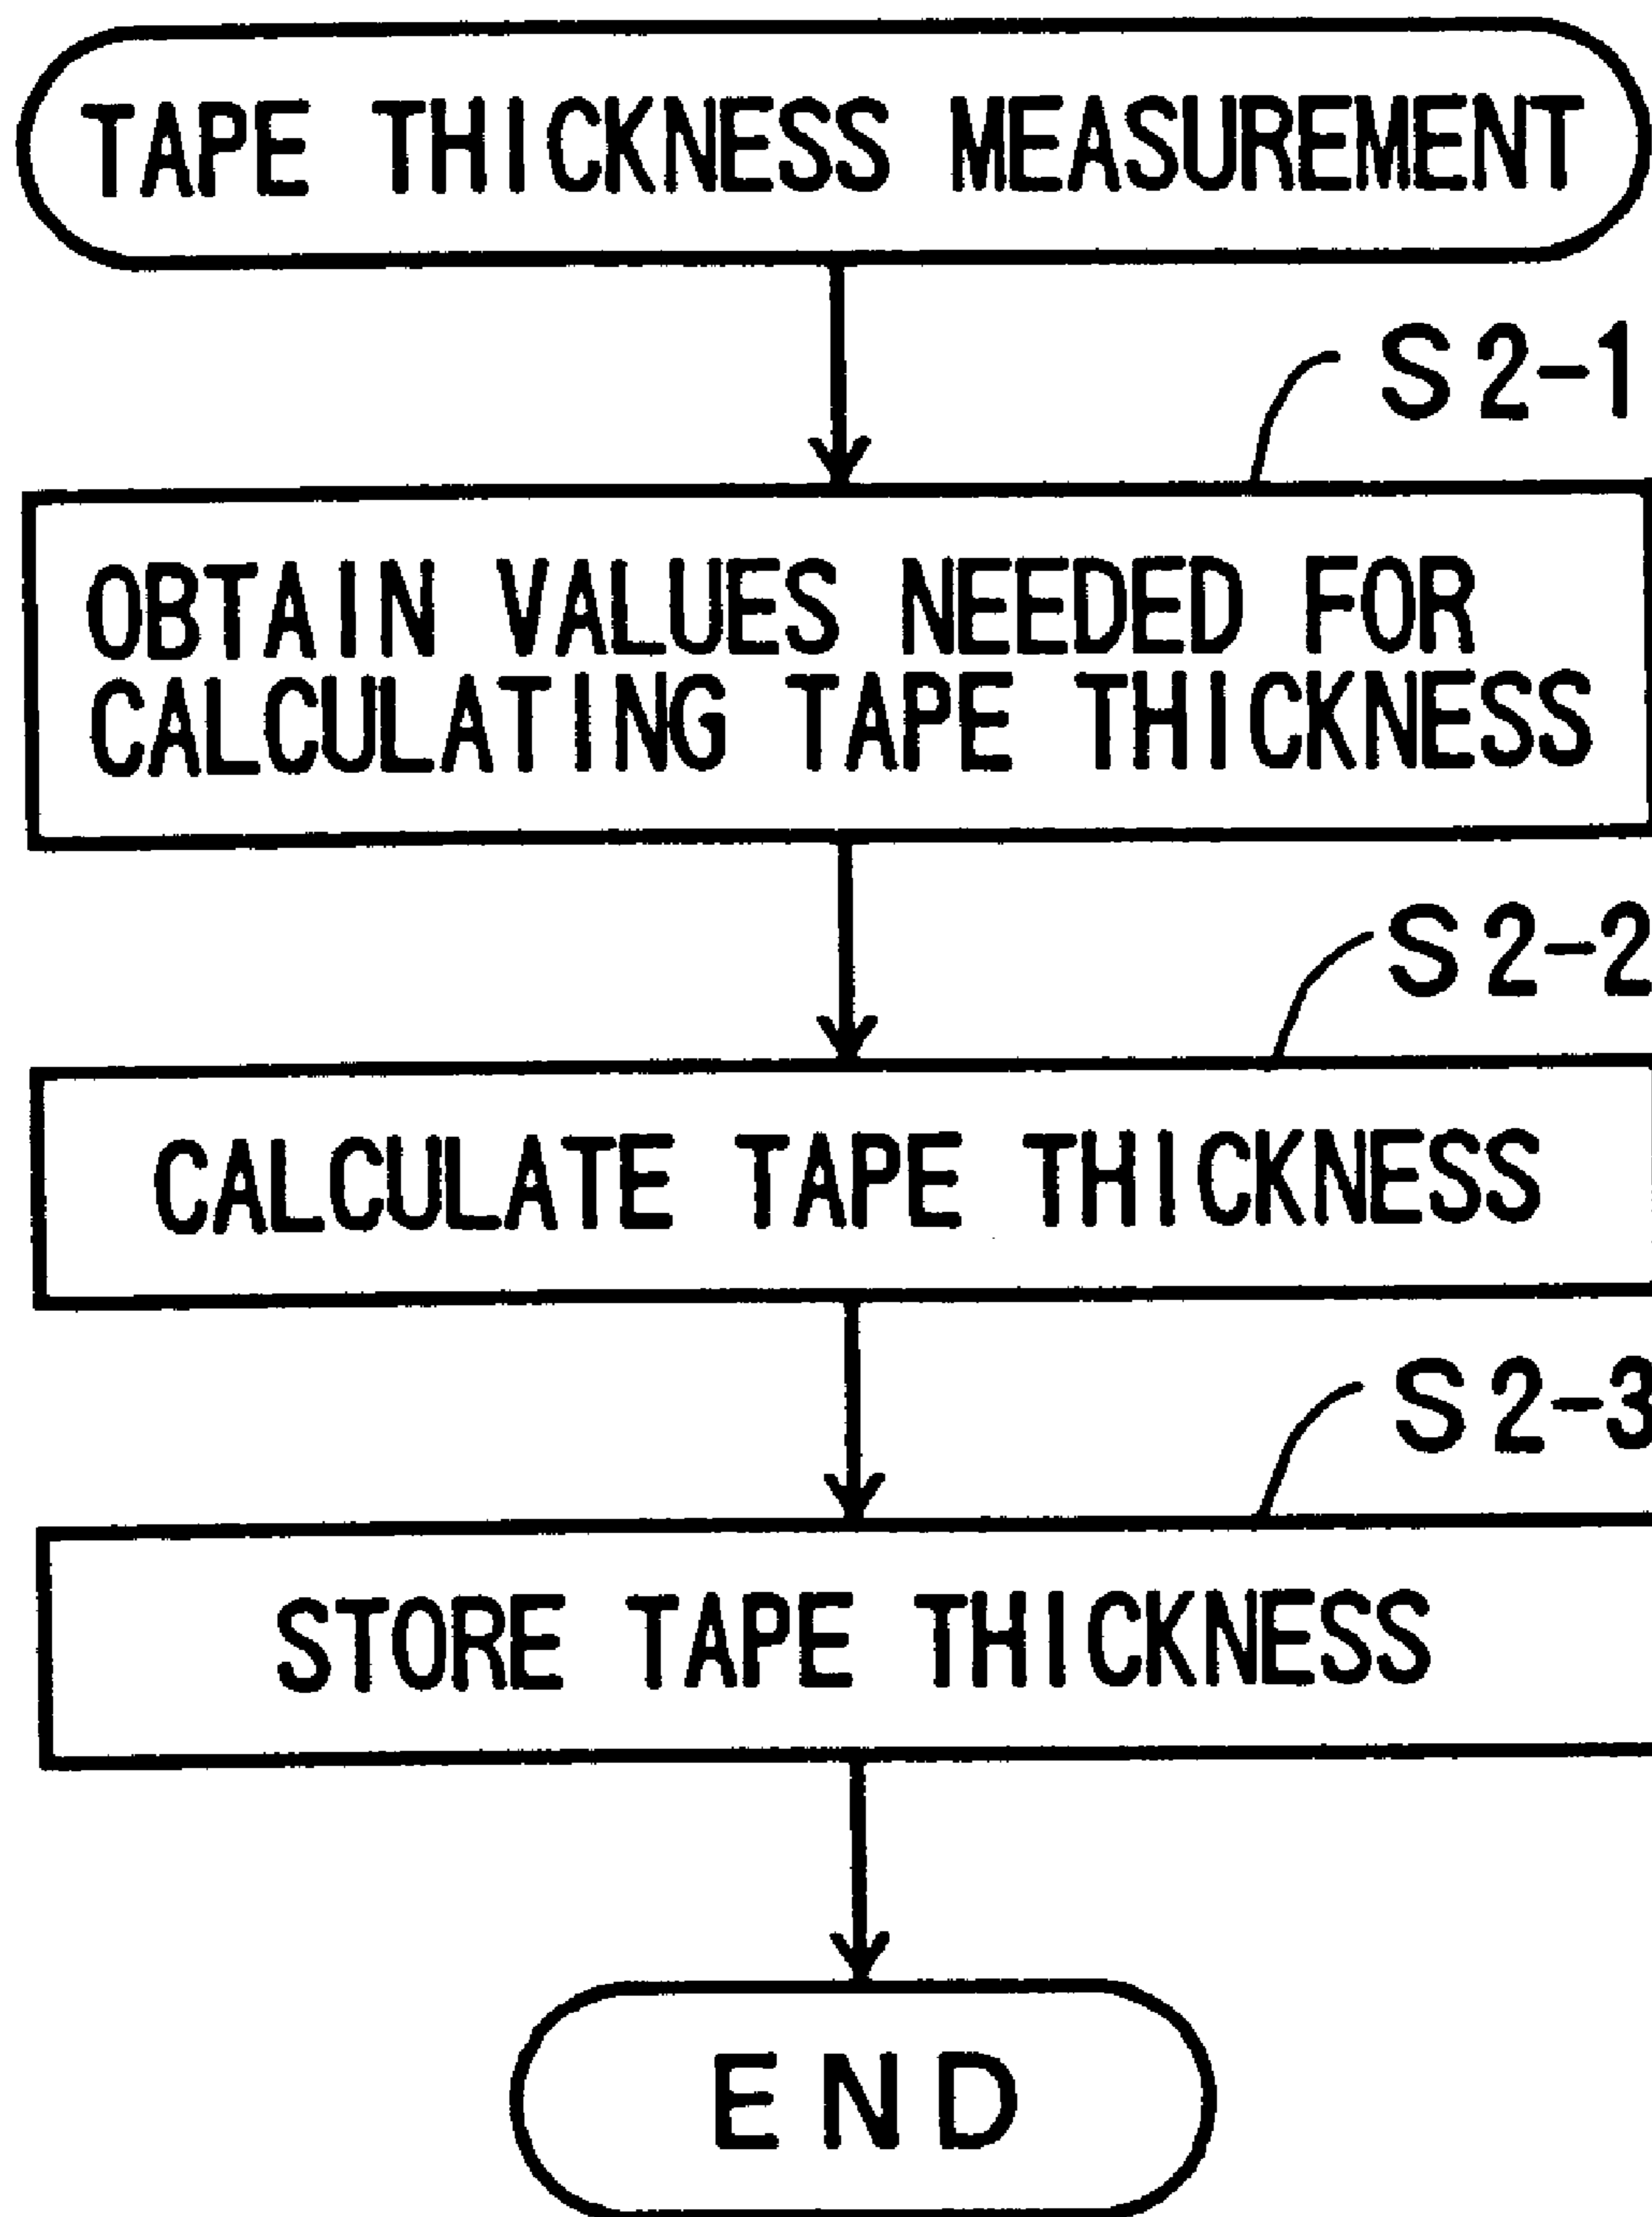 TAPE THICKNESS MEASUREMENT
S2-1
OBTAIN VALUES NEEDED FOR
CALCULATING TAPE THICKNESS
S2-2
CALCULATE TAPE THICKNESS
S2-3
STORE TAPE THICKNESS
END